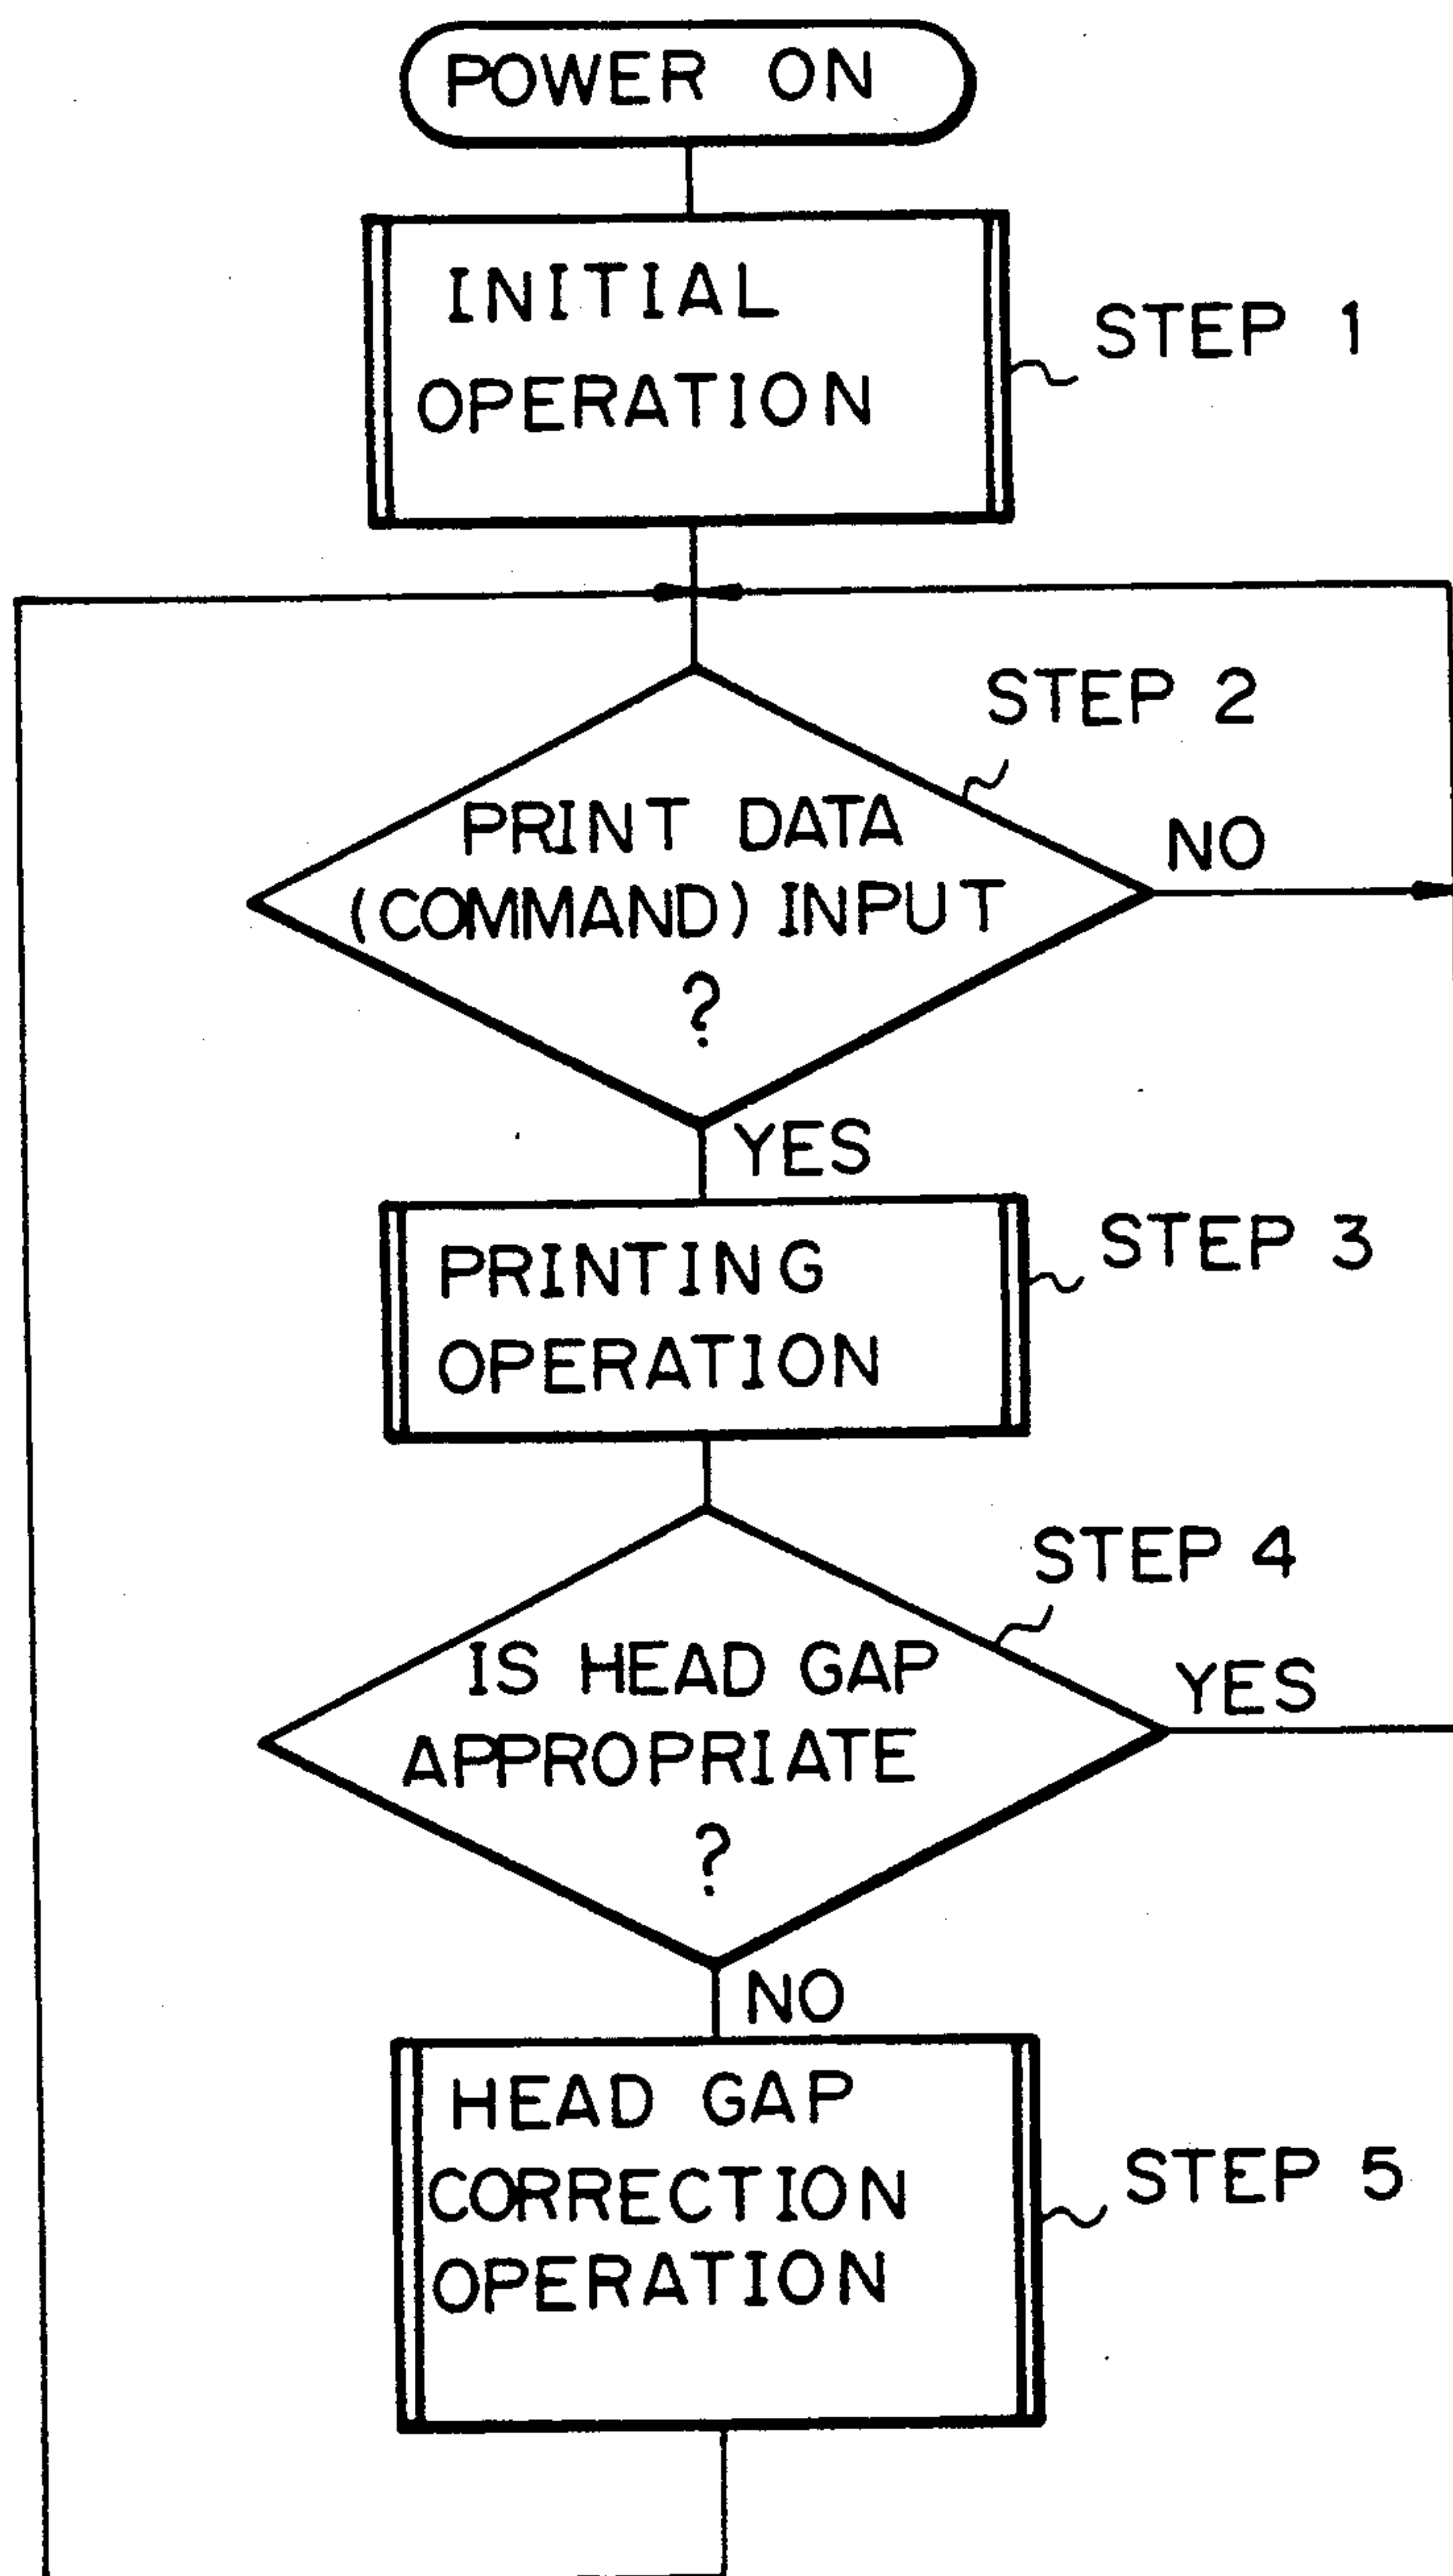 POWER ON
INITIAL
OPERATION
STEP 1
STEP 2
PRINT DATA
(COMMAND) INPUT
?
NO
YES
PRINTING
OPERATION
STEP 3
STEP 4
IS HEAD GAP
APPROPRIATE
?
YES
NO
HEAD GAP
CORRECTION
OPERATION
STEP 5